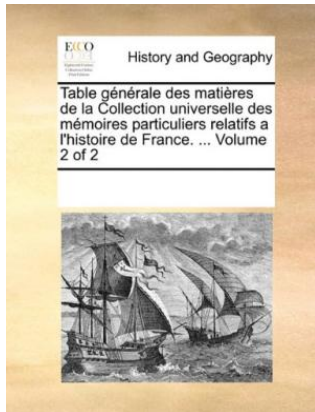 ECCO
History and Geography
Table générale des matières
de la Collection universelle des
mémoires particuliers relatifs a
l'histoire de France. ... Volume
2 of 2